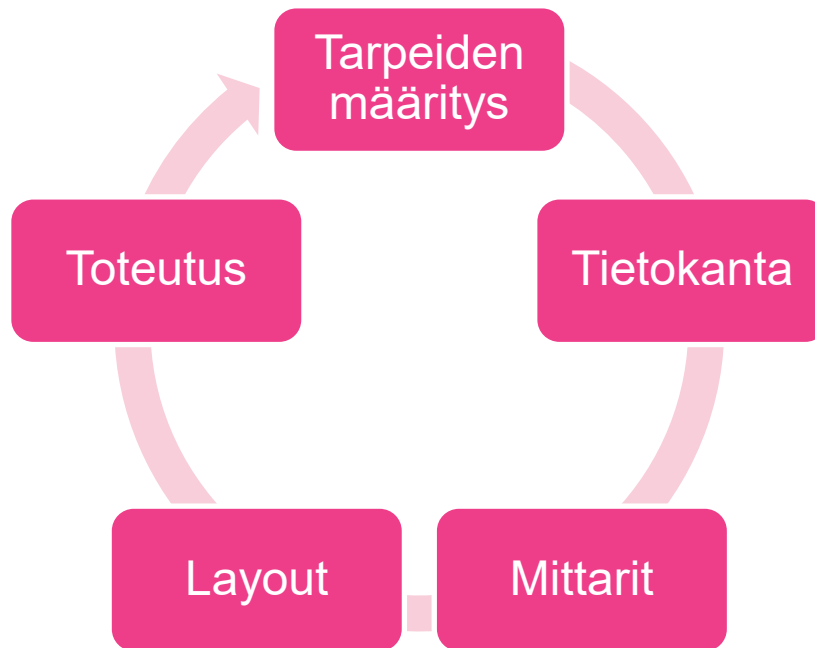 Tarpeiden
määritys
Tietokanta
Mittarit
Layout
Toteutus